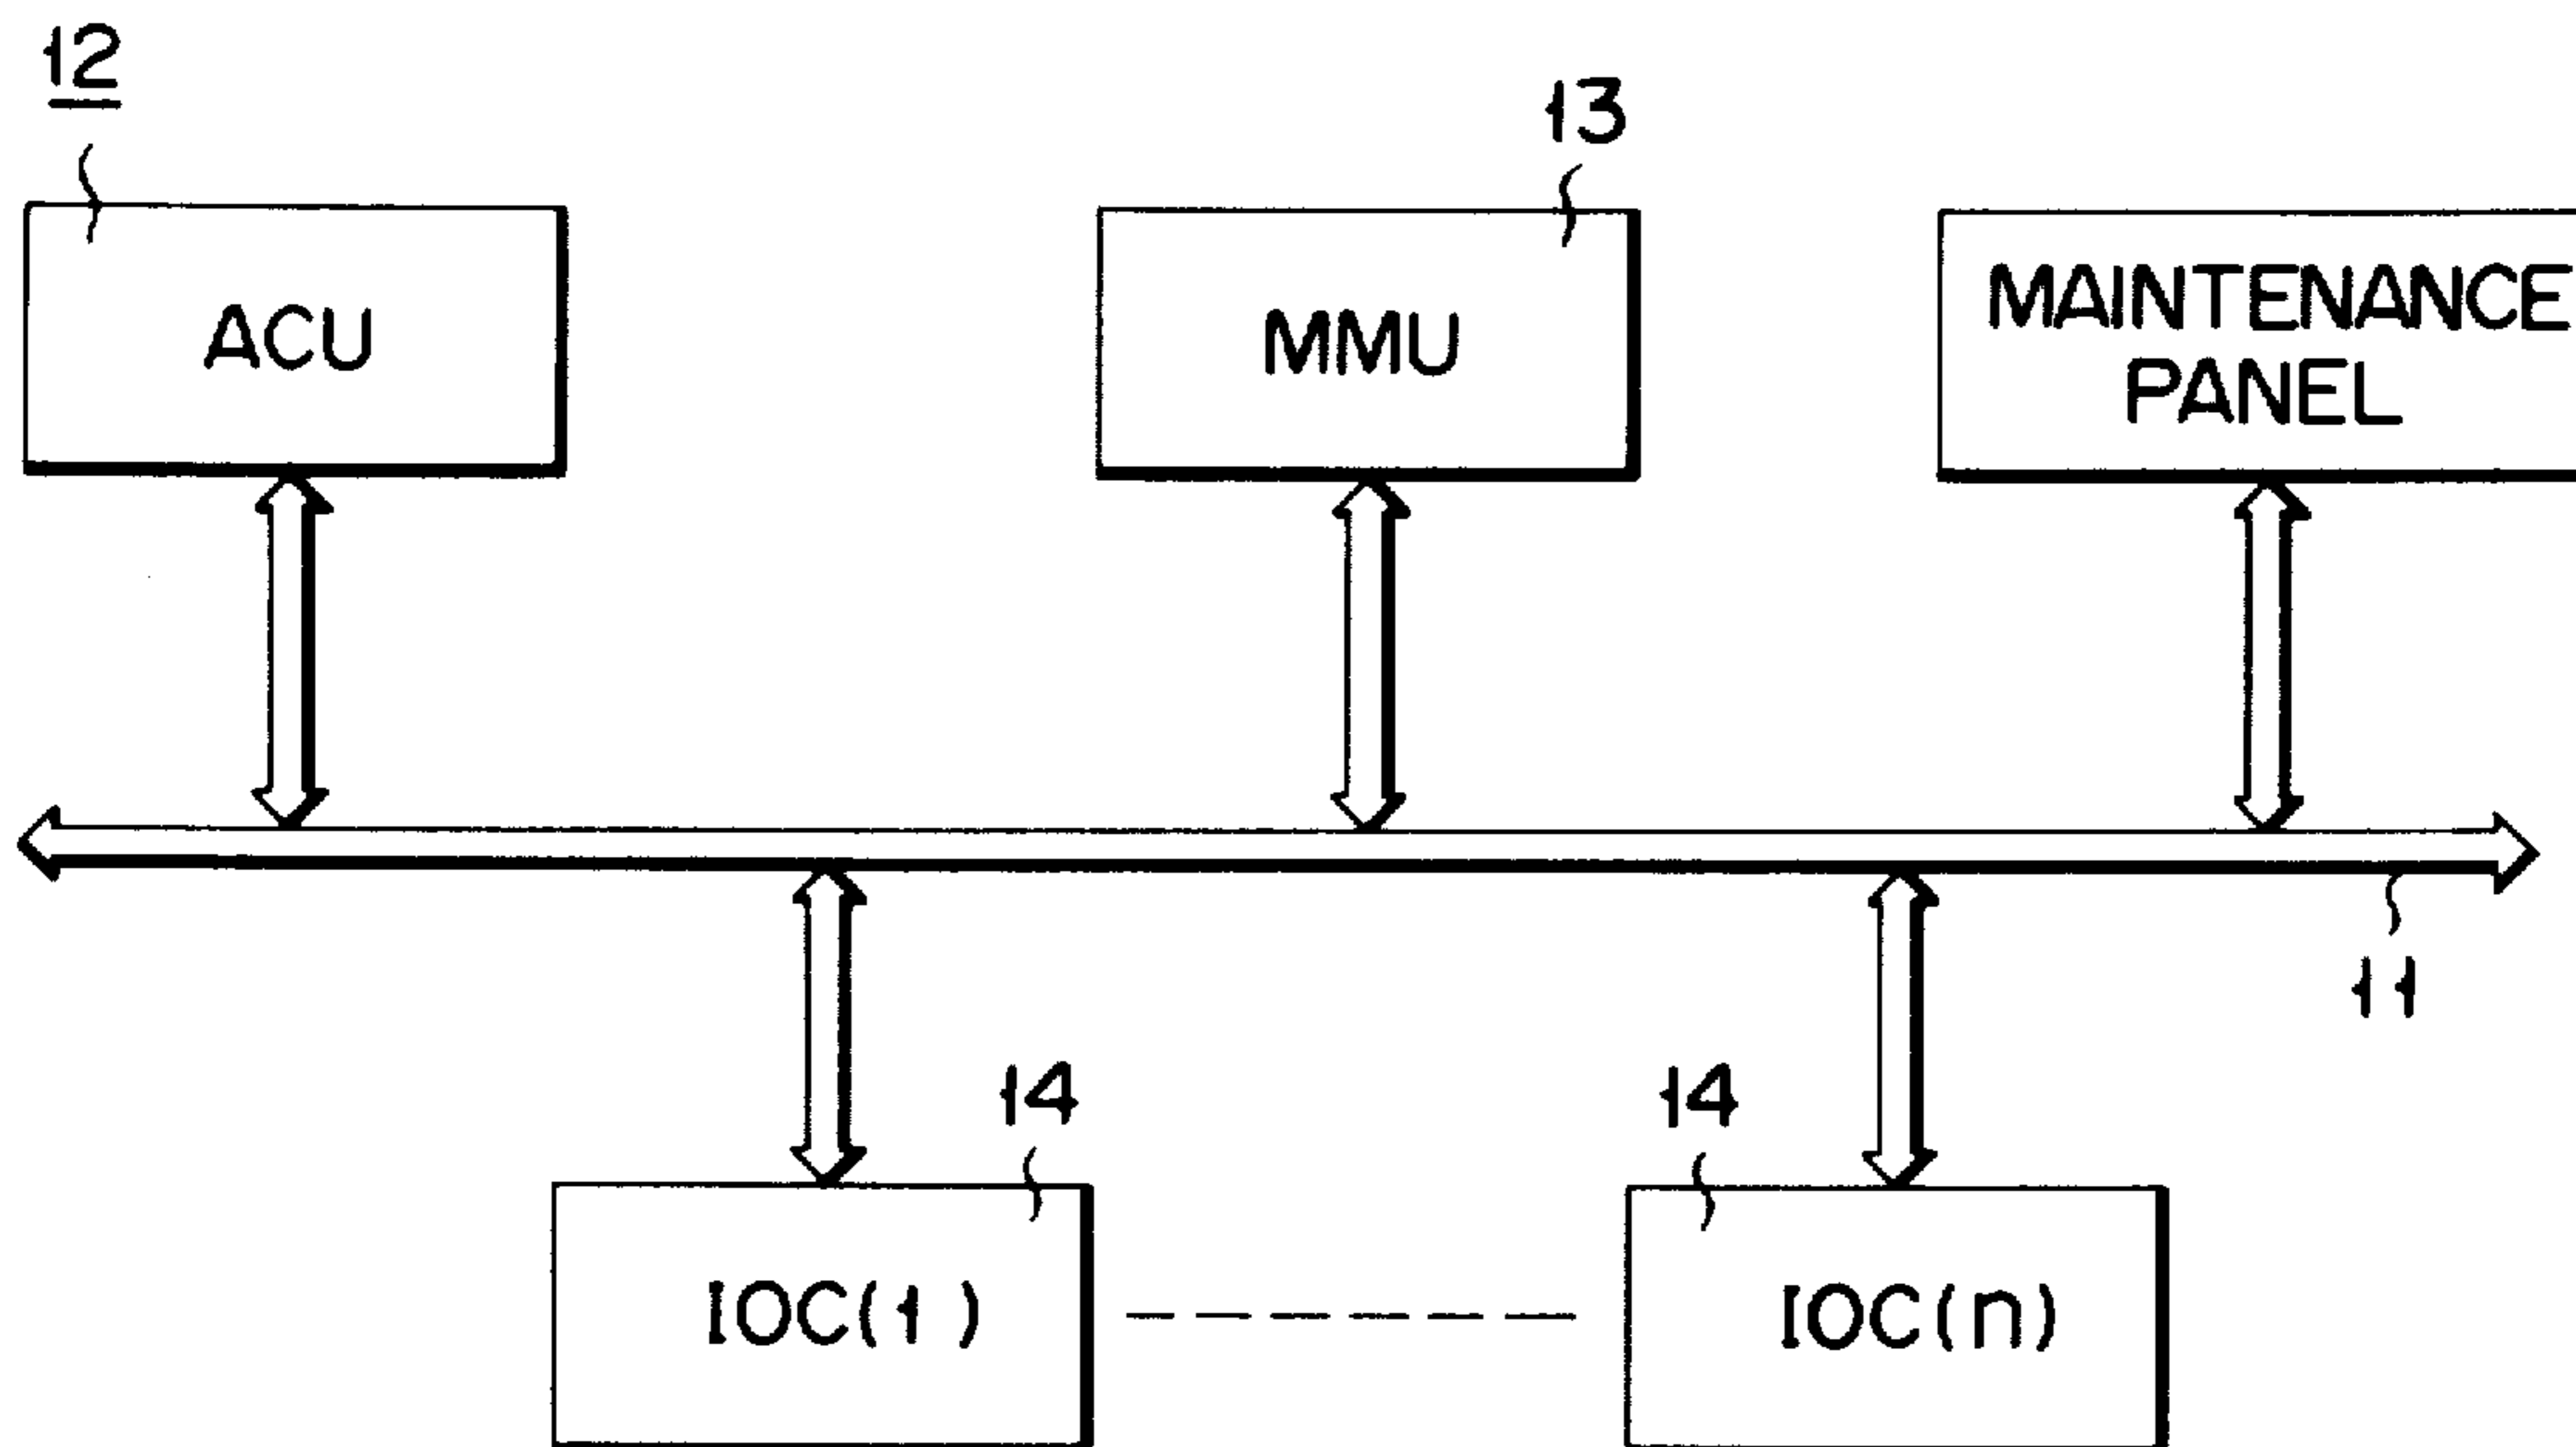 12
13
ACU
MMU
MAINTENANCE
PANEL
11
14
14
IOC(1)
IOC(n)